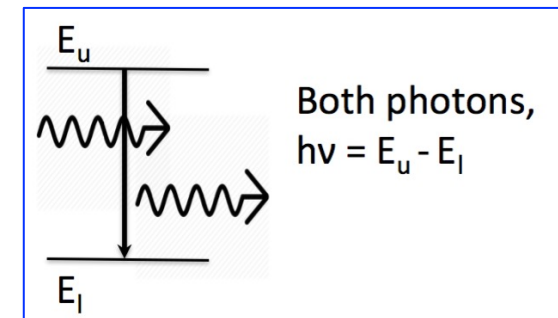 Eᵤ
Both photons,
hν = Eᵤ - Eₗ
Eₗ